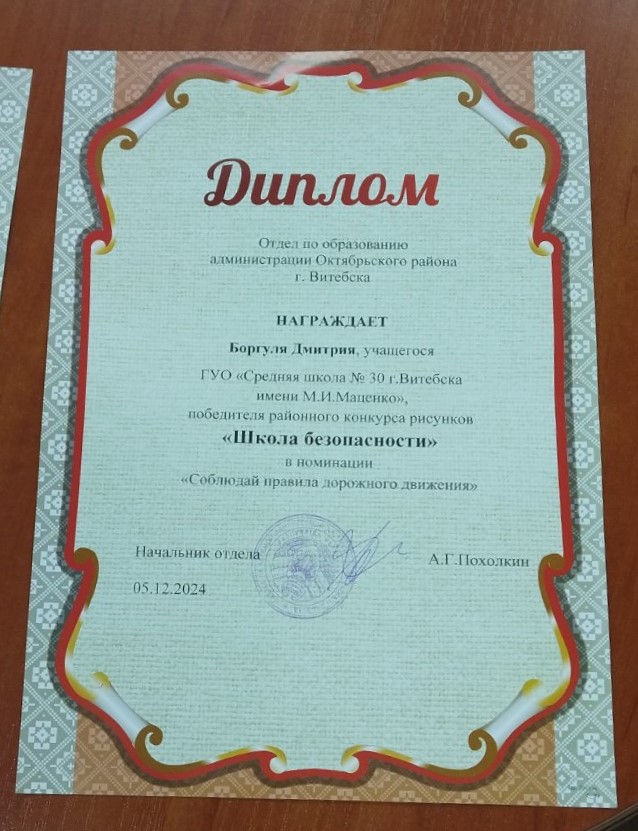 Диплом
Отдел по образованию
администрации Октябрьского района
г. Витебска
НАГРАЖДАЕТ
Боргуля Дмитрия, учащегося
ГУО «Средняя школа № 30 г.Витебска
имени М.И.Маценко»,
победителя районного конкурса рисунков
«Школа безопасности»
в номинации
«Соблюдай правила дорожного движения»
Начальник отдела
А.Г.Похолкин
05.12.2024